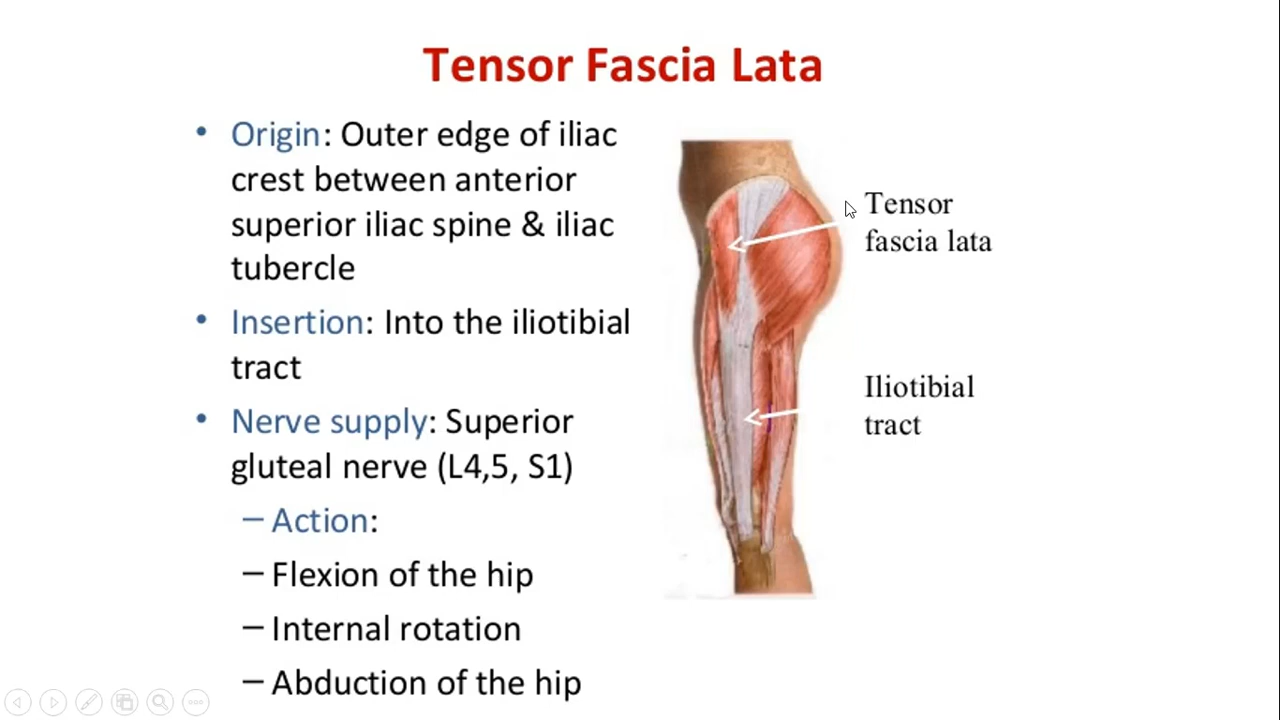 Tensor Fascia Lata
• Origin: Outer edge of iliac
crest between anterior
superior iliac spine & iliac
tubercle
• Insertion: Into the iliotibial
tract
• Nerve supply: Superior
gluteal nerve (L4,5, S1)
– Action:
– Flexion of the hip
– Internal rotation
– Abduction of the hip
Tensor
fascia lata
Iliotibial
tract